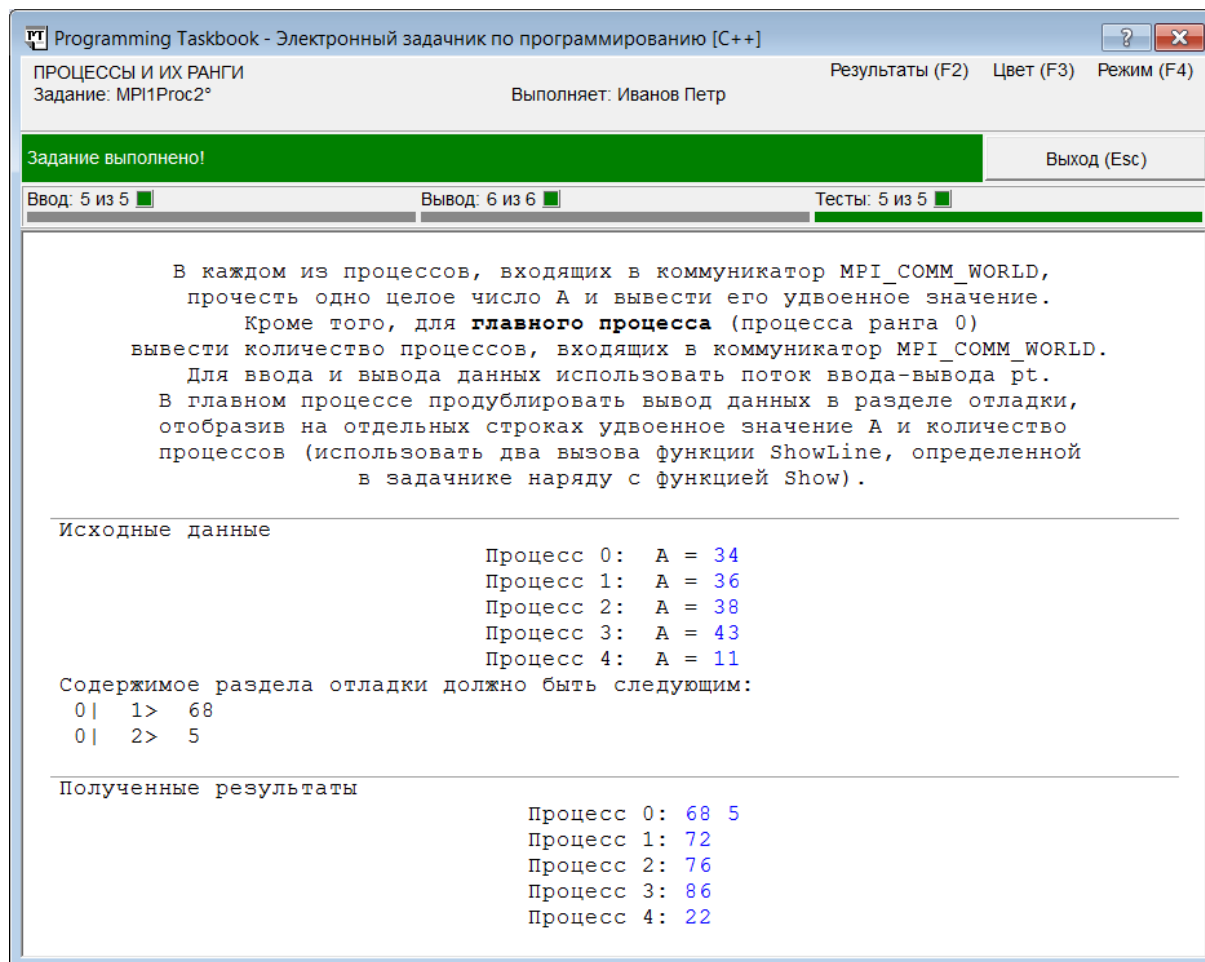 Programming Taskbook - Электронный задачник по программированию [C++]
ПРОЦЕССЫ И ИХ РАНГИ
Результаты (F2) Цвет (F3) Режим (F4)
Задание: MPI1Proc2°
Выполняет: Иванов Петр
Задание выполнено!
Выход (Esc)
Ввод: 5 из 5
Вывод: 6 из 6
Тесты: 5 из 5
В каждом из процессов, входящих в коммуникатор MPI_COMM_WORLD,
прочесть одно целое число A и вывести его удвоенное значение.
Кроме того, для главного процесса (процесса ранга 0)
вывести количество процессов, входящих в коммуникатор MPI_COMM_WORLD.
Для ввода и вывода данных использовать поток ввода-вывода pt.
В главном процессе продублировать вывод данных в разделе отладки,
отобразив на отдельных строках удвоенное значение A и количество
процессов (использовать два вызова функции ShowLine, определенной
в задачнике наряду с функцией Show).
Исходные данные
Процесс 0: A = 34
Процесс 1: A = 36
Процесс 2: A = 38
Процесс 3: A = 43
Процесс 4: A = 11
Содержимое раздела отладки должно быть следующим:
0| 1> 68
0| 2> 5
Полученные результаты
Процесс 0: 68 5
Процесс 1: 72
Процесс 2: 76
Процесс 3: 86
Процесс 4: 22